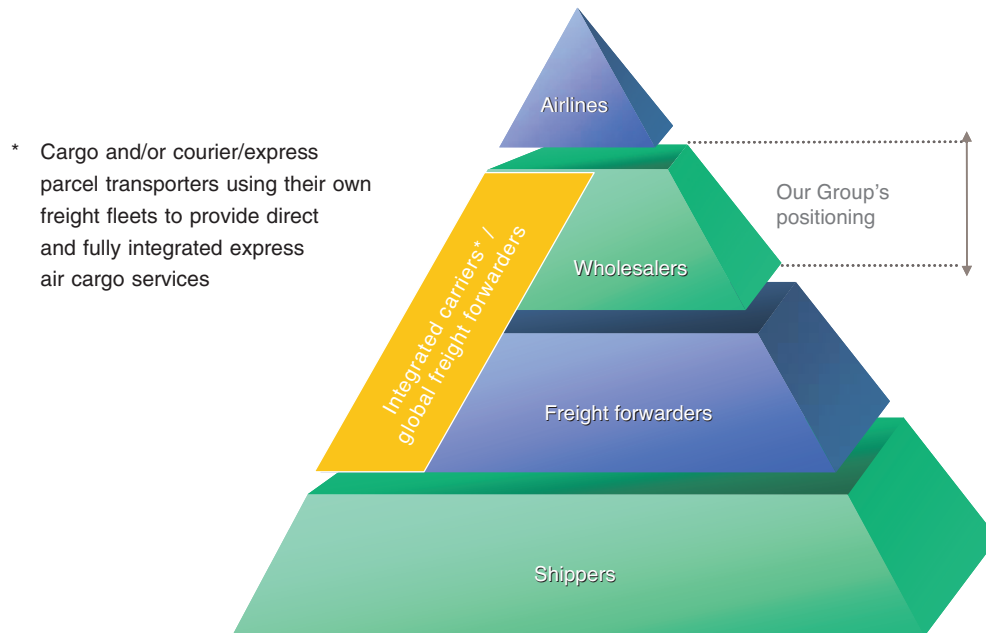 Airlines
* Cargo and/or courier/express
parcel transporters using their own
freight fleets to provide direct
and fully integrated express
air cargo services
Our Group's
positioning
Integrated carriers* /
global freight forwarders
Wholesalers
Freight forwarders
Shippers